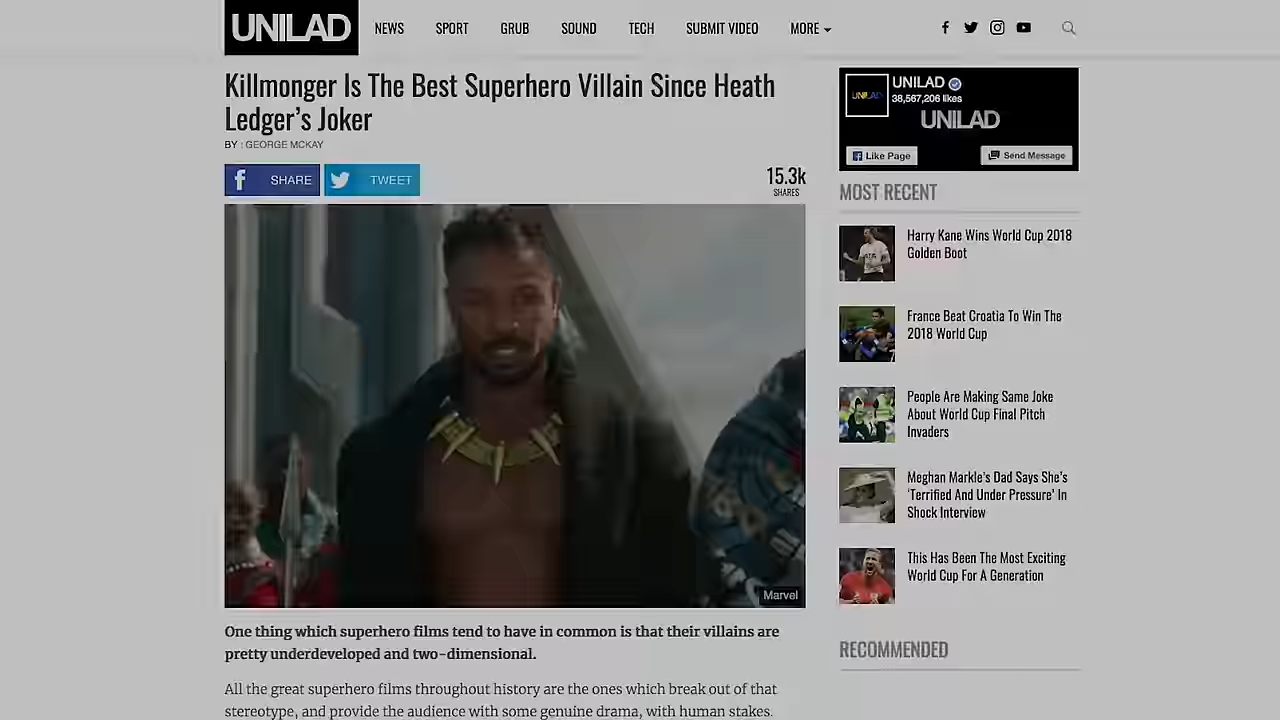 UNILAD
NEWS
SPORT
GRUB
SOUND
TECH
SUBMIT VIDEO
MORE
Killmonger Is The Best Superhero Villain Since Heath
Ledger's Joker
BY : GEORGE MCKAY
SHARE
TWEET
15.3k
SHARES
Marvel
One thing which superhero films tend to have in common is that their villains are
pretty underdeveloped and two-dimensional.
All the great superhero films throughout history are the ones which break out of that
stereotype, and provide the audience with some genuine drama, with human stakes.
UNILAD
UNILAD
38,567,206 likes
UNILAD
Like Page
Send Message
MOST RECENT
Harry Kane Wins World Cup 2018
Golden Boot
France Beat Croatia To Win The
2018 World Cup
People Are Making Same Joke
About World Cup Final Pitch
Invaders
Meghan Markle's Dad Says She's
'Terrified And Under Pressure' In
Shock Interview
This Has Been The Most Exciting
World Cup For A Generation
RECOMMENDED